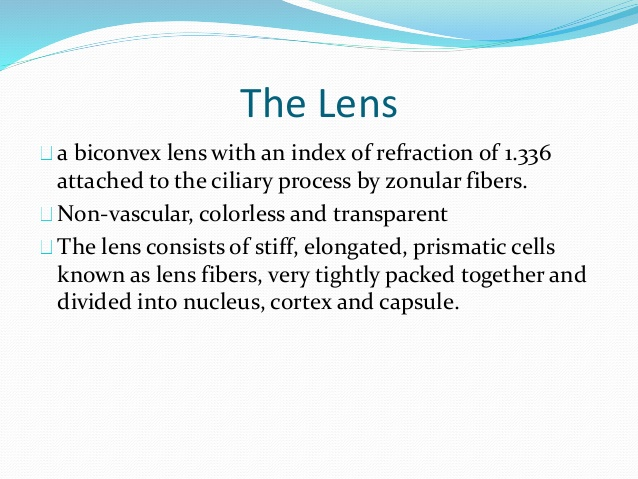 The Lens
a biconvex lens with an index of refraction of 1.336
attached to the ciliary process by zonular fibers.
Non-vascular, colorless and transparent
The lens consists of stiff, elongated, prismatic cells
known as lens fibers, very tightly packed together and
divided into nucleus, cortex and capsule.